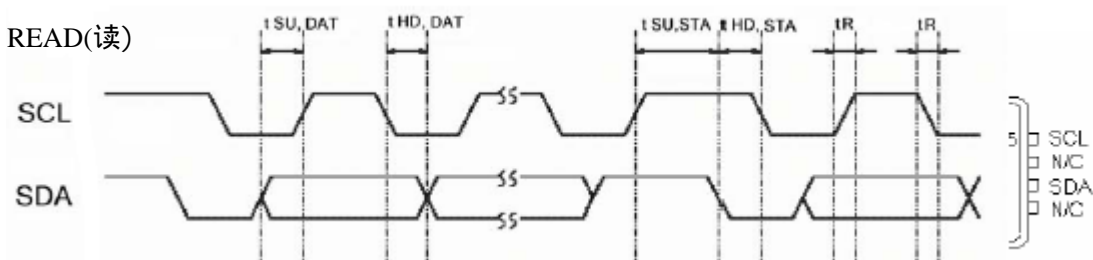 t SU, DAT t HD, DAT t SU,STA t HD, STA tR tR
READ(读)
SCL
SDA
5 SCL
N/C
SDA
N/C